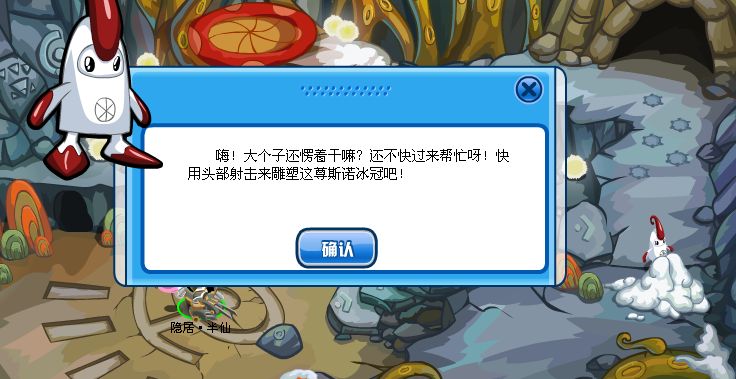 嗨！大个子还愣着干嘛？还不快过来帮忙呀！快
用头部射击来雕塑这尊斯诺冰冠吧！
确认
隐居·半仙